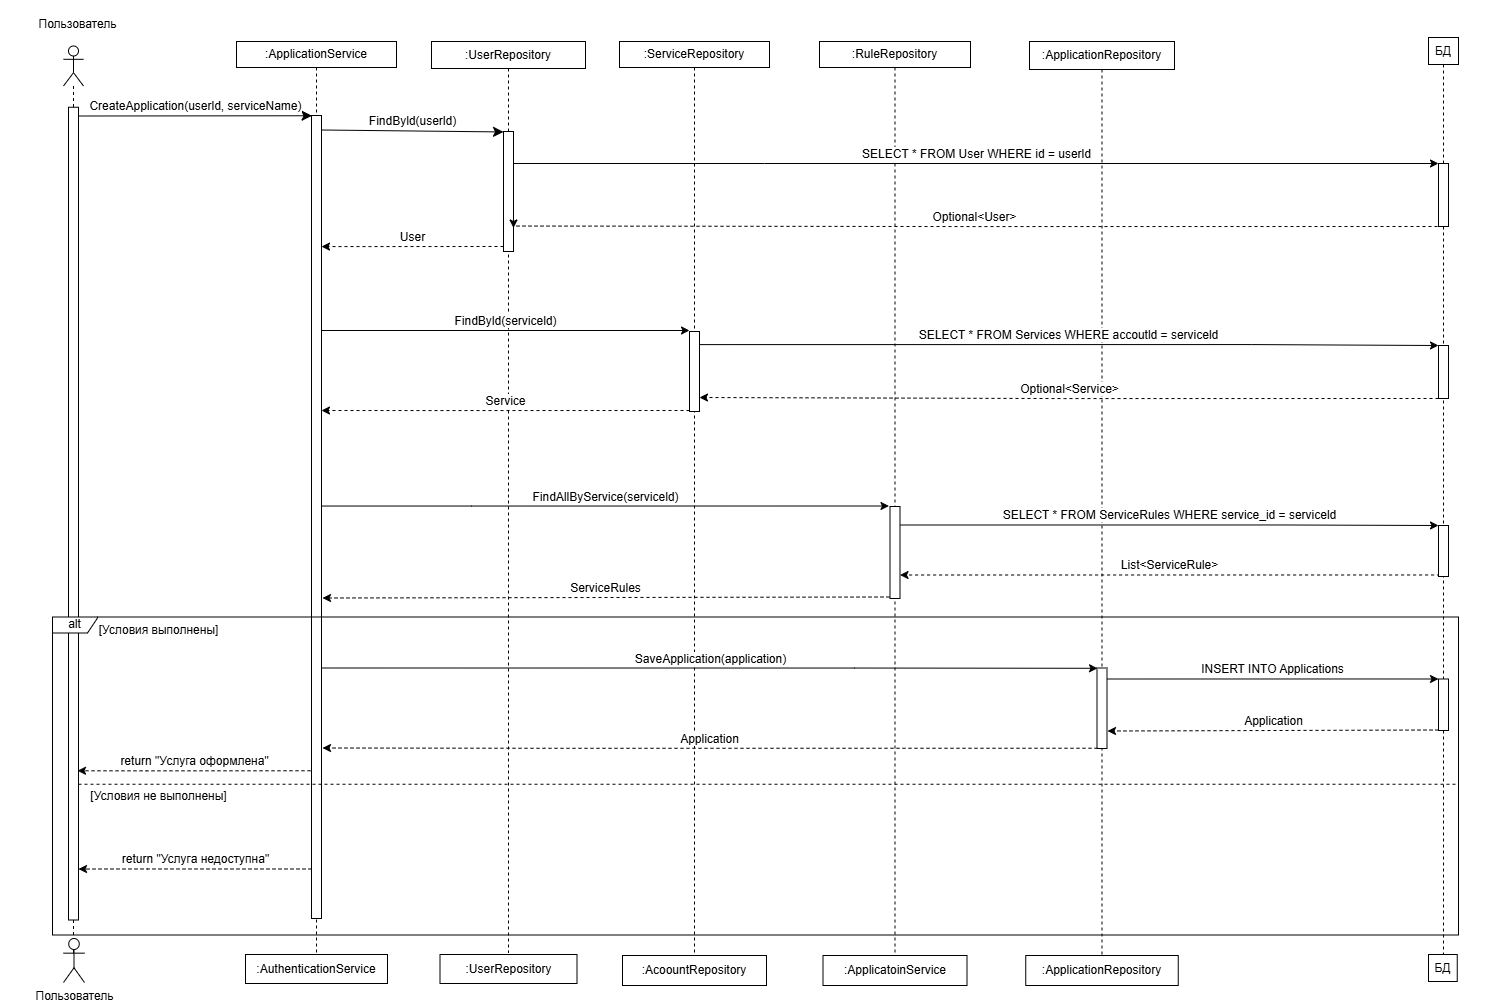 Пользователь
:ApplicationService
:UserRepository
:ServiceRepository
:RuleRepository
:ApplicationRepository
БД
CreateApplication(userId, serviceName)
FindById(userId)
SELECT * FROM User WHERE id = userId
Optional<User>
User
FindById(serviceId)
SELECT * FROM Services WHERE accoutId = serviceId
Optional<Service>
Service
FindAllByService(serviceId)
SELECT * FROM ServiceRules WHERE service_id = serviceId
List<ServiceRule>
ServiceRules
alt
[Условия выполнены]
SaveApplication(application)
INSERT INTO Applications
Application
Application
return "Услуга оформлена"
[Условия не выполнены]
return "Услуга недоступна"
:AuthenticationService
:UserRepository
:AcoountRepository
:ApplicatoinService
:ApplicationRepository
БД
Пользователь